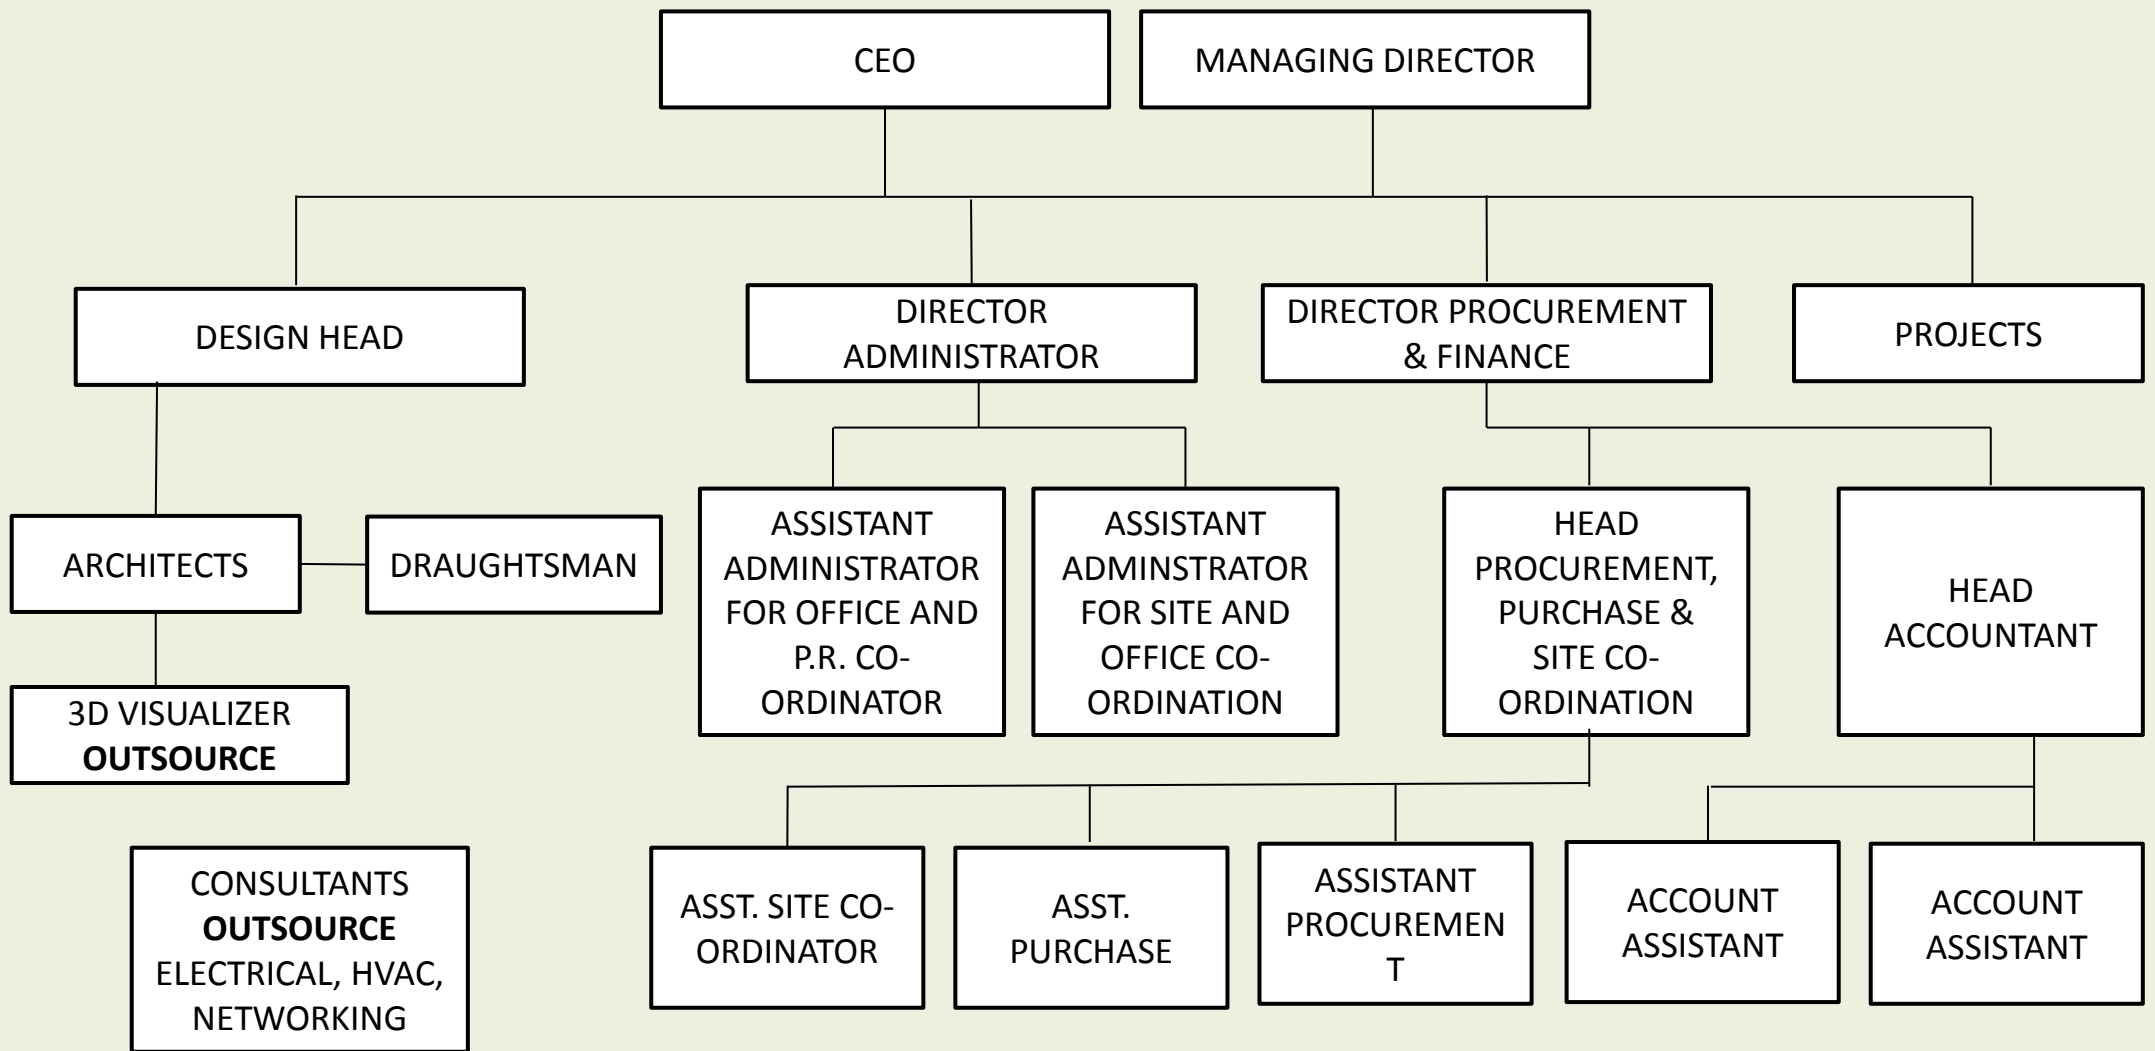 CEO
MANAGING DIRECTOR
DESIGN HEAD
DIRECTOR
ADMINISTRATOR
DIRECTOR PROCUREMENT
& FINANCE
PROJECTS
ARCHITECTS
DRAUGHTSMAN
ASSISTANT
ADMINISTRATOR
FOR OFFICE AND
P.R. CO-
ORDINATOR
ASSISTANT
ADMINSTRATOR
FOR SITE AND
OFFICE CO-
ORDINATION
HEAD
PROCUREMENT,
PURCHASE &
SITE CO-
ORDINATION
HEAD
ACCOUNTANT
3D VISUALIZER
OUTSOURCE
CONSULTANTS
OUTSOURCE
ELECTRICAL, HVAC,
NETWORKING
ASST. SITE CO-
ORDINATOR
ASST.
PURCHASE
ASSISTANT
PROCUREMEN
T
ACCOUNT
ASSISTANT
ACCOUNT
ASSISTANT